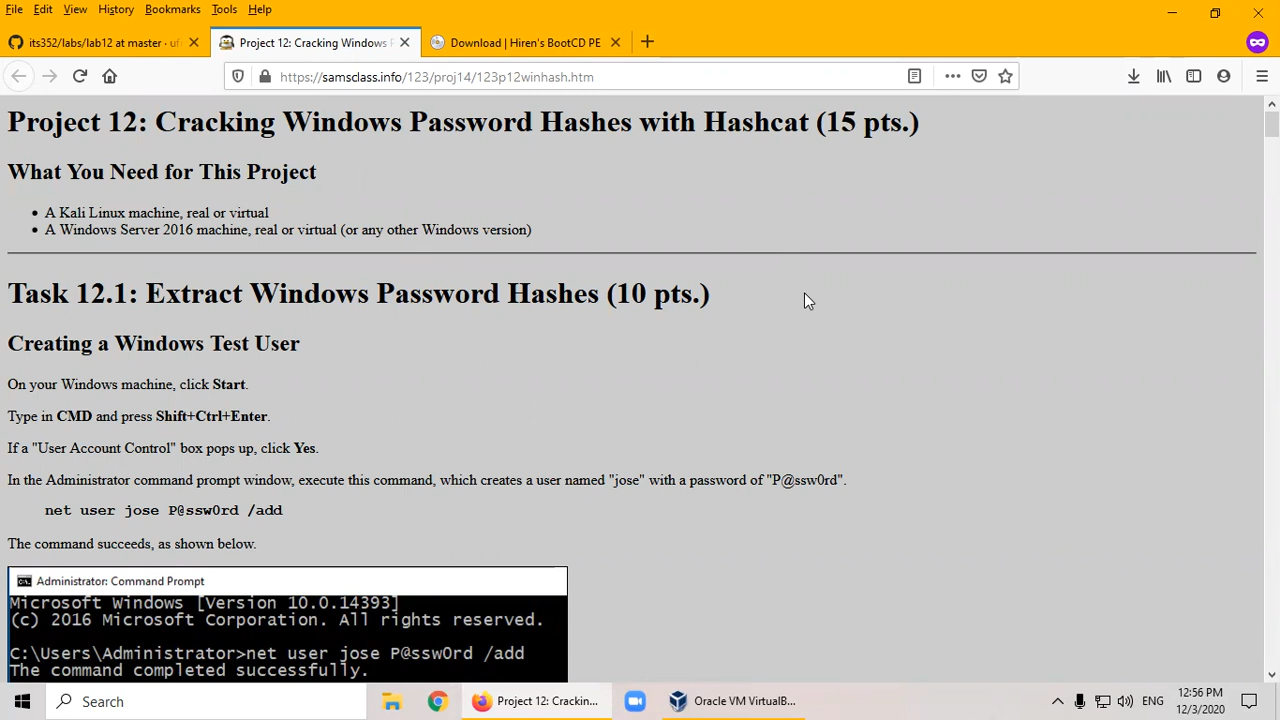 File Edit View History Bookmarks Tools Help
its352/labs/lab12 at master · uf
Project 12: Cracking Windows P
Download | Hiren's BootCD PE
https://samsclass.info/123/proj14/123p12winhash.htm
Project 12: Cracking Windows Password Hashes with Hashcat (15 pts.)
What You Need for This Project
• A Kali Linux machine, real or virtual
• A Windows Server 2016 machine, real or virtual (or any other Windows version)
Task 12.1: Extract Windows Password Hashes (10 pts.)
Creating a Windows Test User
On your Windows machine, click Start.
Type in CMD and press Shift+Ctrl+Enter.
If a "User Account Control" box pops up, click Yes.
In the Administrator command prompt window, execute this command, which creates a user named "jose" with a password of "P@ssw0rd".
net user jose P@ssw0rd /add
The command succeeds, as shown below.
Administrator: Command Prompt
Microsoft Windows [Version 10.0.14393]
(c) 2016 Microsoft Corporation. All rights reserved.
C:\Users\Administrator>net user jose P@ssw0rd /add
The command completed successfully.
Search
Project 12: Crackin...
Oracle VM VirtualB...
ENG
12:56 PM
12/3/2020